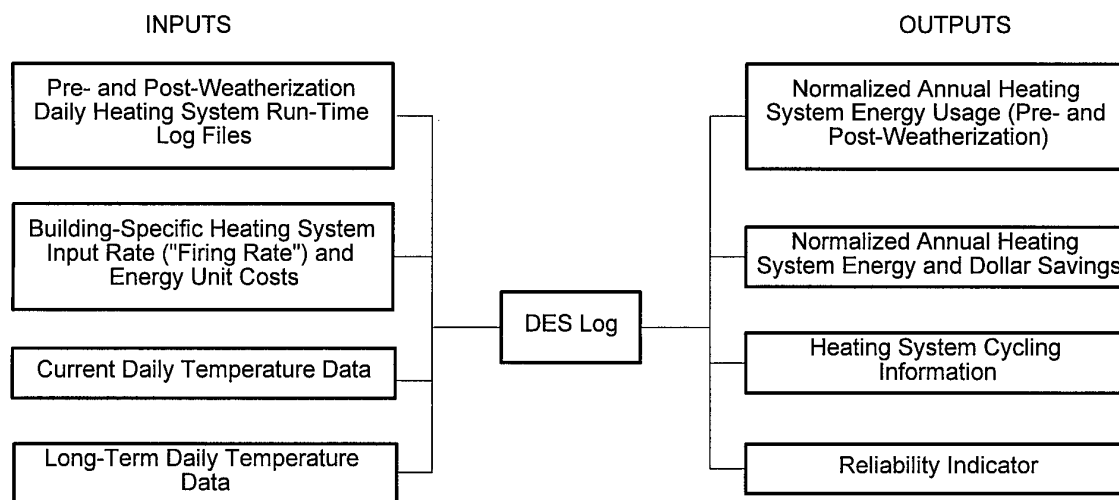 INPUTS
Pre- and Post-Weatherization
Daily Heating System Run-Time
Log Files
Building-Specific Heating System
Input Rate ("Firing Rate") and
Energy Unit Costs
Current Daily Temperature Data
Long-Term Daily Temperature
Data
DES Log
OUTPUTS
Normalized Annual Heating
System Energy Usage (Pre- and
Post-Weatherization)
Normalized Annual Heating
System Energy and Dollar Savings
Heating System Cycling
Information
Reliability Indicator